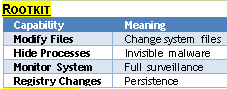 ROOTKIT
Capability Meaning
Modify Files Change system files
Hide Processes Invisible malware
Monitor System Full surveillance
Registry Changes Persistence